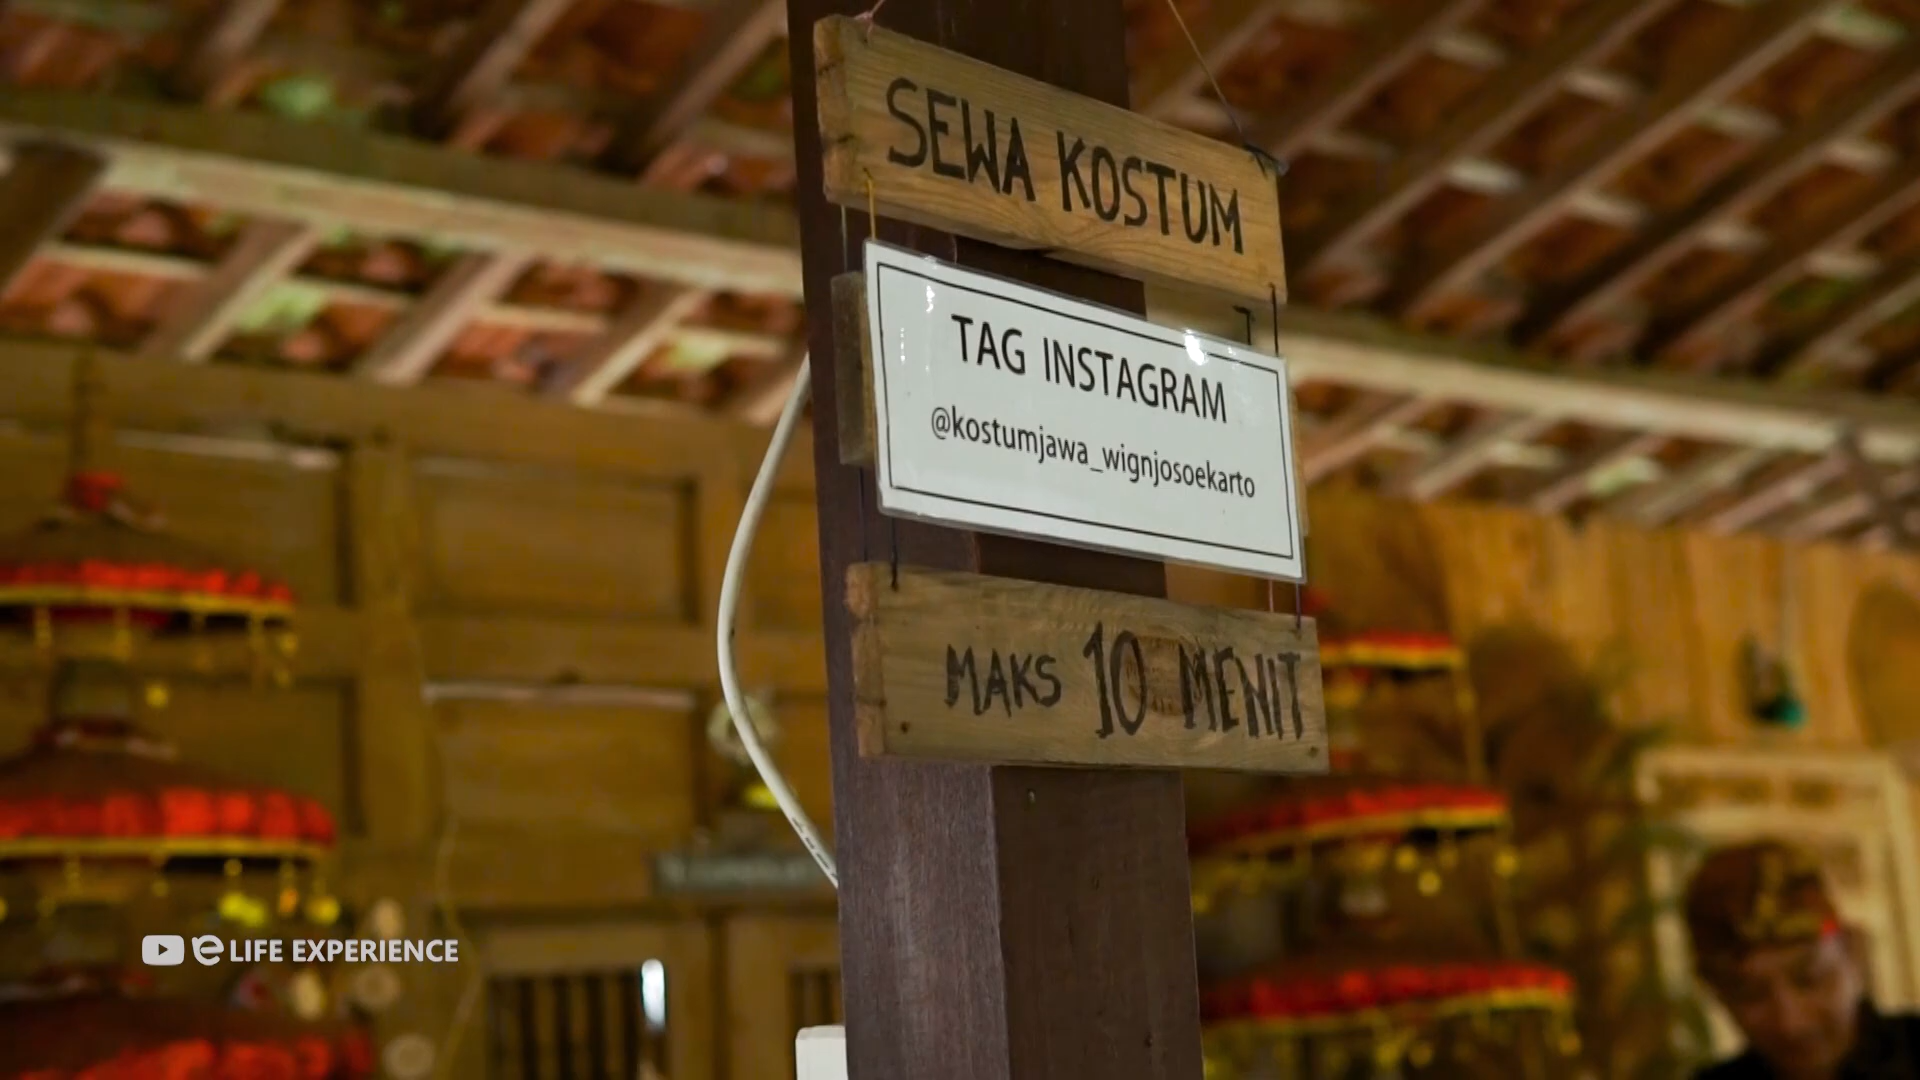 SEWA KOSTUM
TAG INSTAGRAM
@kostumjawa_wignjosoekarto
MAKS 10 MENIT
e LIFE EXPERIENCE